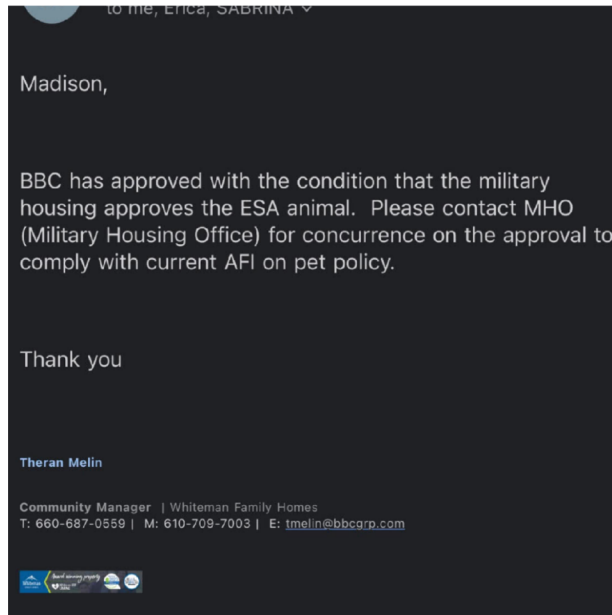 to me, Erica, SABRINA
Madison,
BBC has approved with the condition that the military
housing approves the ESA animal.  Please contact MHO
(Military Housing Office) for concurrence on the approval to
comply with current AFI on pet policy.
Thank you
Theran Melin
Community Manager | Whiteman Family Homes
T: 660-687-0559 | M: 610-709-7003 | E: tmelin@bbcgrp.com